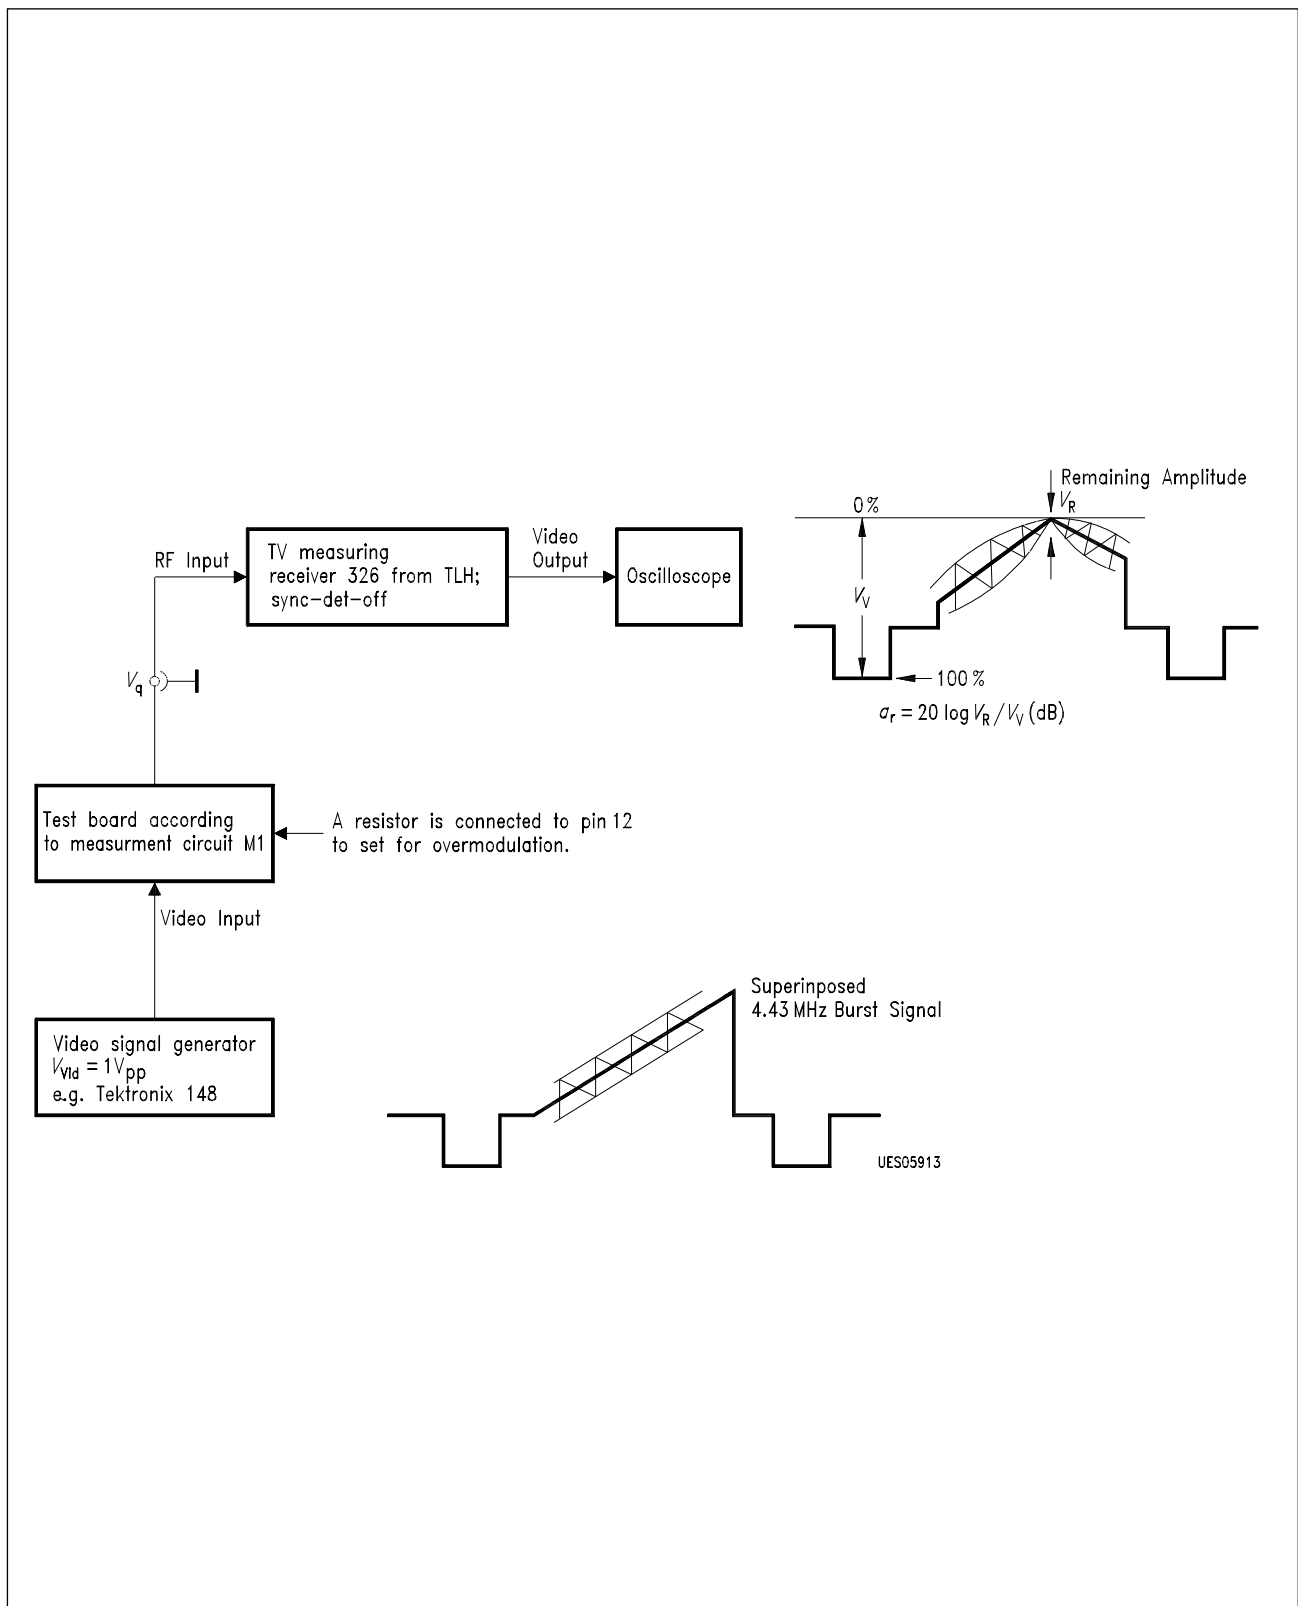 Remaining Amplitude
V_R
0%
RF Input
TV measuring
receiver 326 from TLH;
sync-det-off
Video
Output
Oscilloscope
V_V
V_q
100%
a_r = 20 log V_R / V_V (dB)
Test board according
to measurment circuit M1
A resistor is connected to pin 12
to set for overmodulation.
Video Input
Superinposed
4.43 MHz Burst Signal
Video signal generator
V_Vid = 1V_pp
e.g. Tektronix 148
UES05913